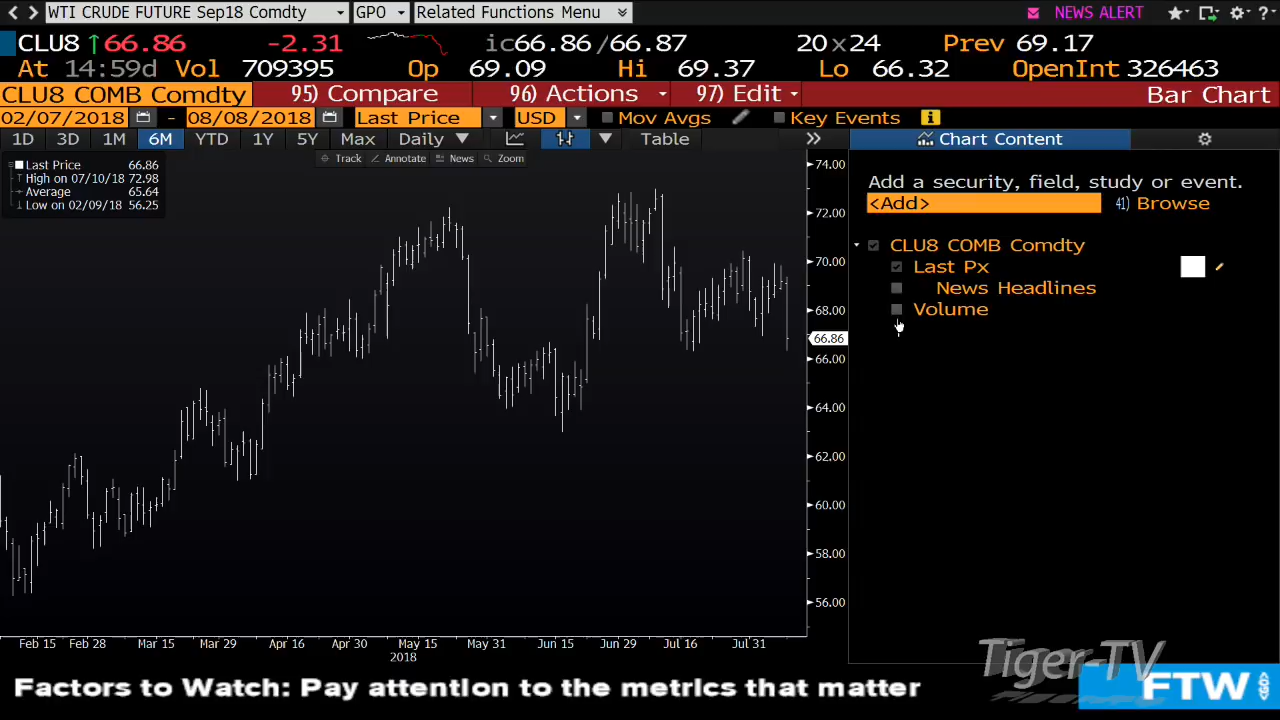 WTI CRUDE FUTURE Sep18 Comdty GPO Related Functions Menu NEWS ALERT ?
CLU8 ↑66.86 -2.31 ic66.86/66.87 20x24 Prev 69.17
At 14:59d Vol 709395 Op 69.09 Hi 69.37 Lo 66.32 OpenInt 326463
CLU8 COMB Comdty 95) Compare 96) Actions 97) Edit Bar Chart
02/07/2018 - 08/08/2018 Last Price USD Mov Avgs Key Events i
1D 3D 1M 6M YTD 1Y 5Y Max Daily ▼ Table » Chart Content
Track Annotate News Zoom
Last Price 66.86
High on 07/10/18 72.98
Average 65.64
Low on 02/09/18 56.25
Add a security, field, study or event.
<Add> 41) Browse
CLU8 COMB Comdty
Last Px
News Headlines
Volume
74.00
72.00
70.00
68.00
66.86
66.00
64.00
62.00
60.00
58.00
56.00
Feb 15 Feb 28 Mar 15 Mar 29 Apr 16 Apr 30 May 15 May 31 Jun 15 Jun 29 Jul 16 Jul 31
2018
Tiger-TV
Factors to Watch: Pay attention to the metrics that matter
FTW